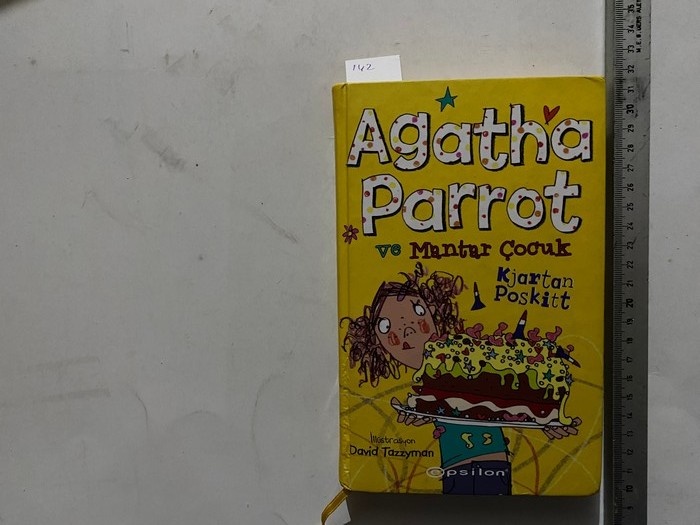 142
Agatha
Parrot
ve Mantar Çocuk
Kjartan
Poskitt
İllüstrasyon
David Tazzyman
epsilon